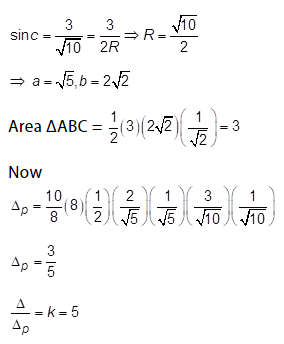 sinc = 3/√10 = 3/2R ⇒ R = √10/2
⇒ a = √5, b = 2√2
Area ΔABC = 1/2 (3)(2√2)(1/√2) = 3
Now
Δₚ = 10/8 (8)(1/2)(2/√5)(1/√5)(3/√10)(1/√10)
Δₚ = 3/5
Δ/Δₚ = k = 5